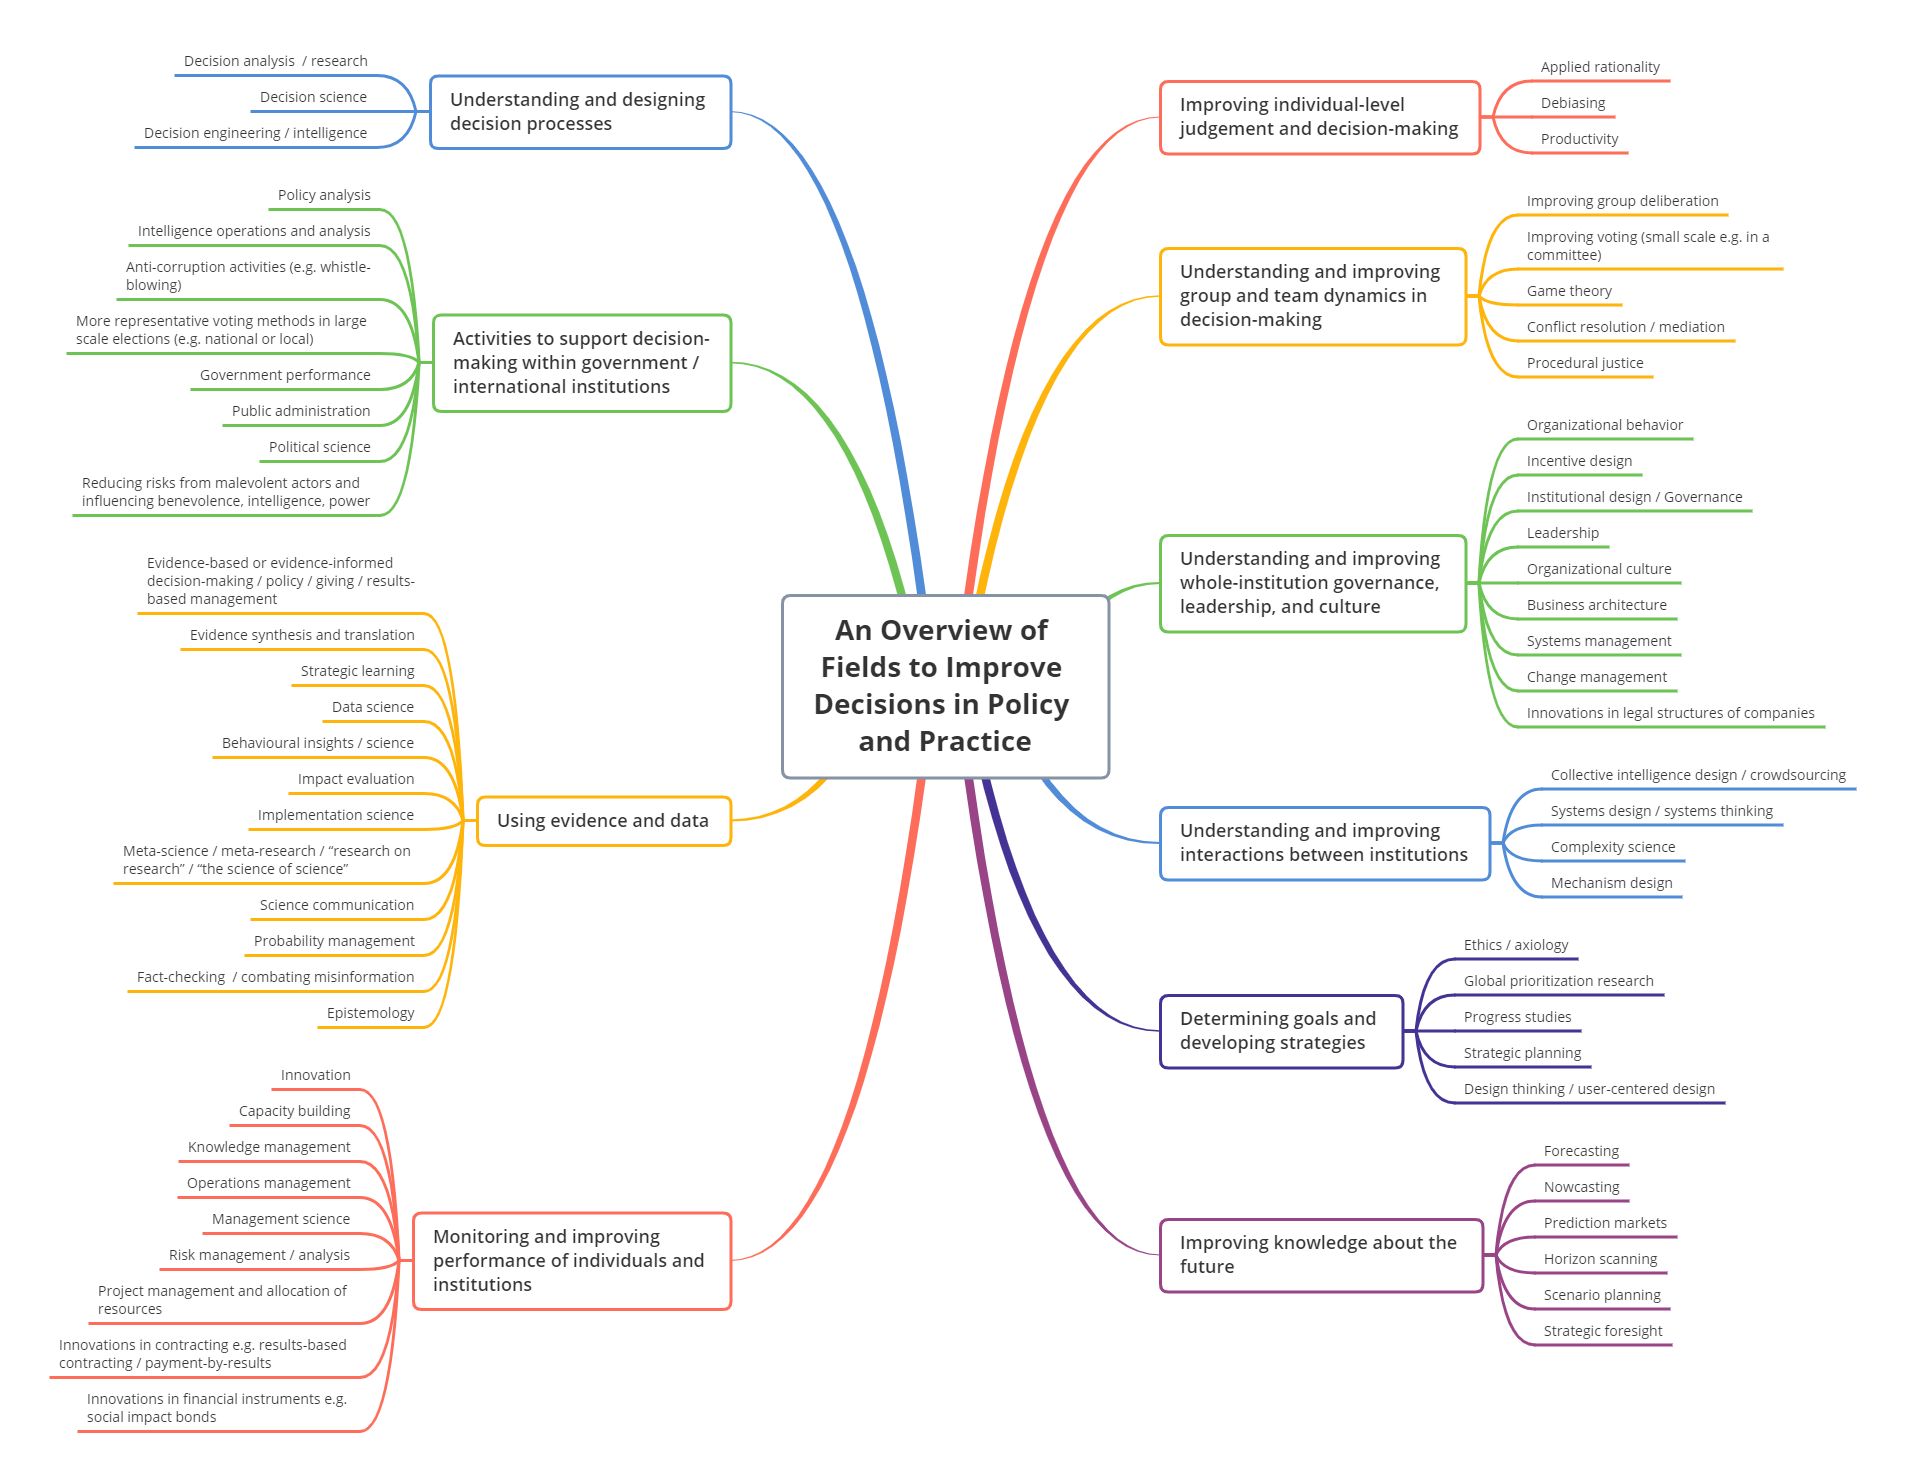 An Overview of
Fields to Improve
Decisions in Policy
and Practice
Understanding and designing
decision processes
Decision analysis  / research
Decision science
Decision engineering / intelligence
Activities to support decision-
making within government /
international institutions
Policy analysis
Intelligence operations and analysis
Anti-corruption activities (e.g. whistle-
blowing)
More representative voting methods in large
scale elections (e.g. national or local)
Government performance
Public administration
Political science
Reducing risks from malevolent actors and
influencing benevolence, intelligence, power
Using evidence and data
Evidence-based or evidence-informed
decision-making / policy / giving / results-
based management
Evidence synthesis and translation
Strategic learning
Data science
Behavioural insights / science
Impact evaluation
Implementation science
Meta-science / meta-research / “research on
research” / “the science of science”
Science communication
Probability management
Fact-checking  / combating misinformation
Epistemology
Monitoring and improving
performance of individuals and
institutions
Innovation
Capacity building
Knowledge management
Operations management
Management science
Risk management / analysis
Project management and allocation of
resources
Innovations in contracting e.g. results-based
contracting / payment-by-results
Innovations in financial instruments e.g.
social impact bonds
Improving individual-level
judgement and decision-making
Applied rationality
Debiasing
Productivity
Understanding and improving
group and team dynamics in
decision-making
Improving group deliberation
Improving voting (small scale e.g. in a
committee)
Game theory
Conflict resolution / mediation
Procedural justice
Understanding and improving
whole-institution governance,
leadership, and culture
Organizational behavior
Incentive design
Institutional design / Governance
Leadership
Organizational culture
Business architecture
Systems management
Change management
Innovations in legal structures of companies
Understanding and improving
interactions between institutions
Collective intelligence design / crowdsourcing
Systems design / systems thinking
Complexity science
Mechanism design
Determining goals and
developing strategies
Ethics / axiology
Global prioritization research
Progress studies
Strategic planning
Design thinking / user-centered design
Improving knowledge about the
future
Forecasting
Nowcasting
Prediction markets
Horizon scanning
Scenario planning
Strategic foresight